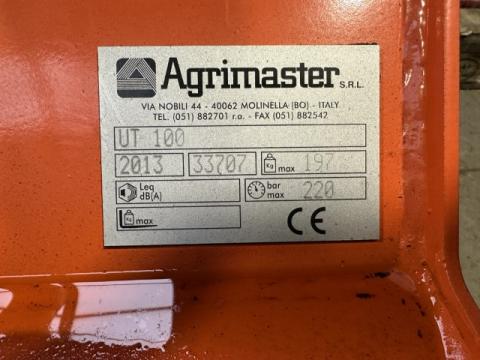 Agrimaster S.R.L.
VIA NOBILI 44 - 40062 MOLINELLA (BO) - ITALY
TEL. (051) 882701 r.a. - FAX (051) 882542
UT 100
2013 33707 Kg max 197
Leq dB(A) bar max 220
Kg max CE